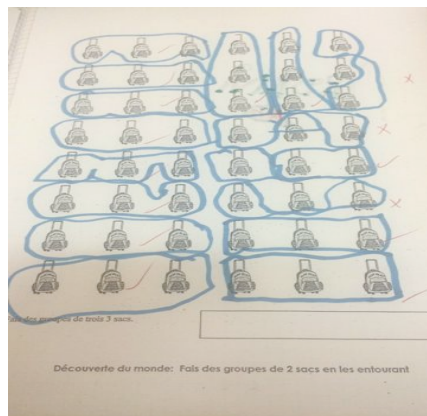 des groupes de trois 3 sacs.
Découverte du monde: Fais des groupes de 2 sacs en les entourant